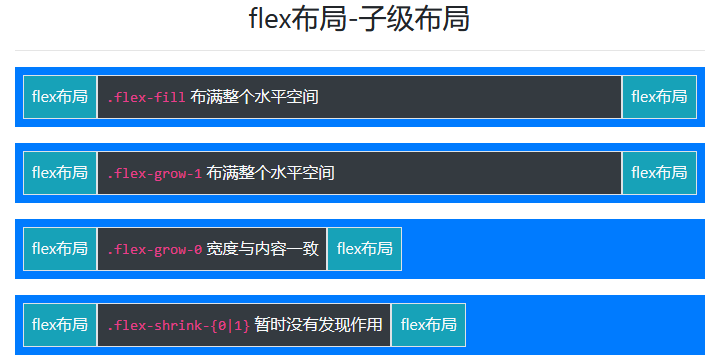 flex布局-子级布局
flex布局 .flex-fill 布满整个水平空间 flex布局
flex布局 .flex-grow-1 布满整个水平空间 flex布局
flex布局 .flex-grow-0 宽度与内容一致 flex布局
flex布局 .flex-shrink-{0|1} 暂时没有发现作用 flex布局